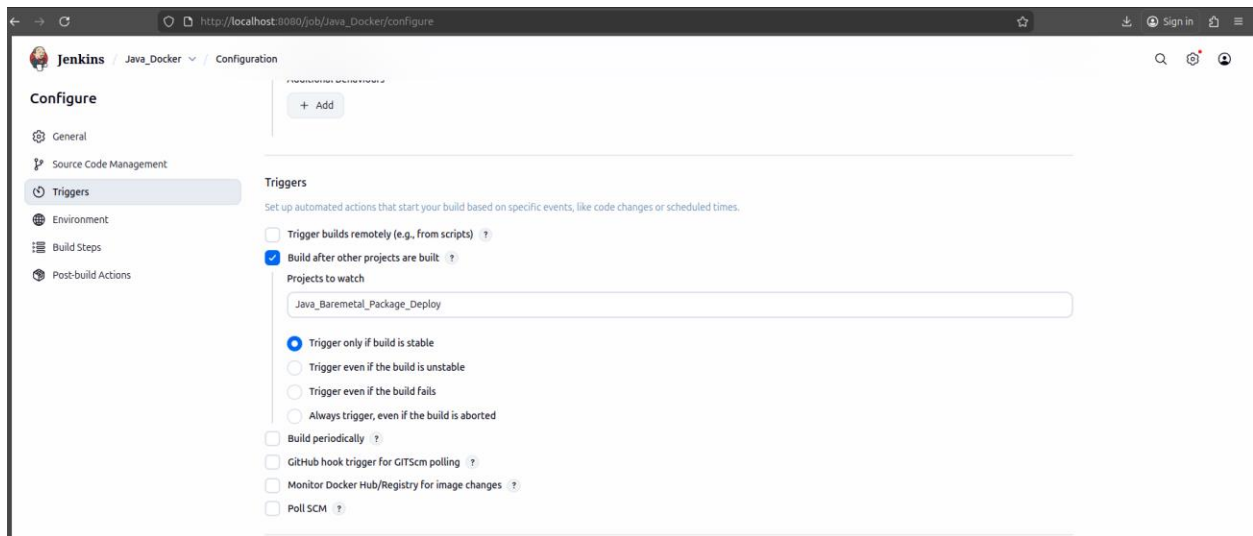 http://localhost:8080/job/Java_Docker/configure
Sign in
Jenkins / Java_Docker / Configuration
Configure
General
Source Code Management
Triggers
Environment
Build Steps
Post-build Actions
Additional Behaviours
+ Add
Triggers
Set up automated actions that start your build based on specific events, like code changes or scheduled times.
Trigger builds remotely (e.g., from scripts) ?
Build after other projects are built ?
Projects to watch
Java_Baremetal_Package_Deploy
Trigger only if build is stable
Trigger even if the build is unstable
Trigger even if the build fails
Always trigger, even if the build is aborted
Build periodically ?
GitHub hook trigger for GITScm polling ?
Monitor Docker Hub/Registry for image changes ?
Poll SCM ?